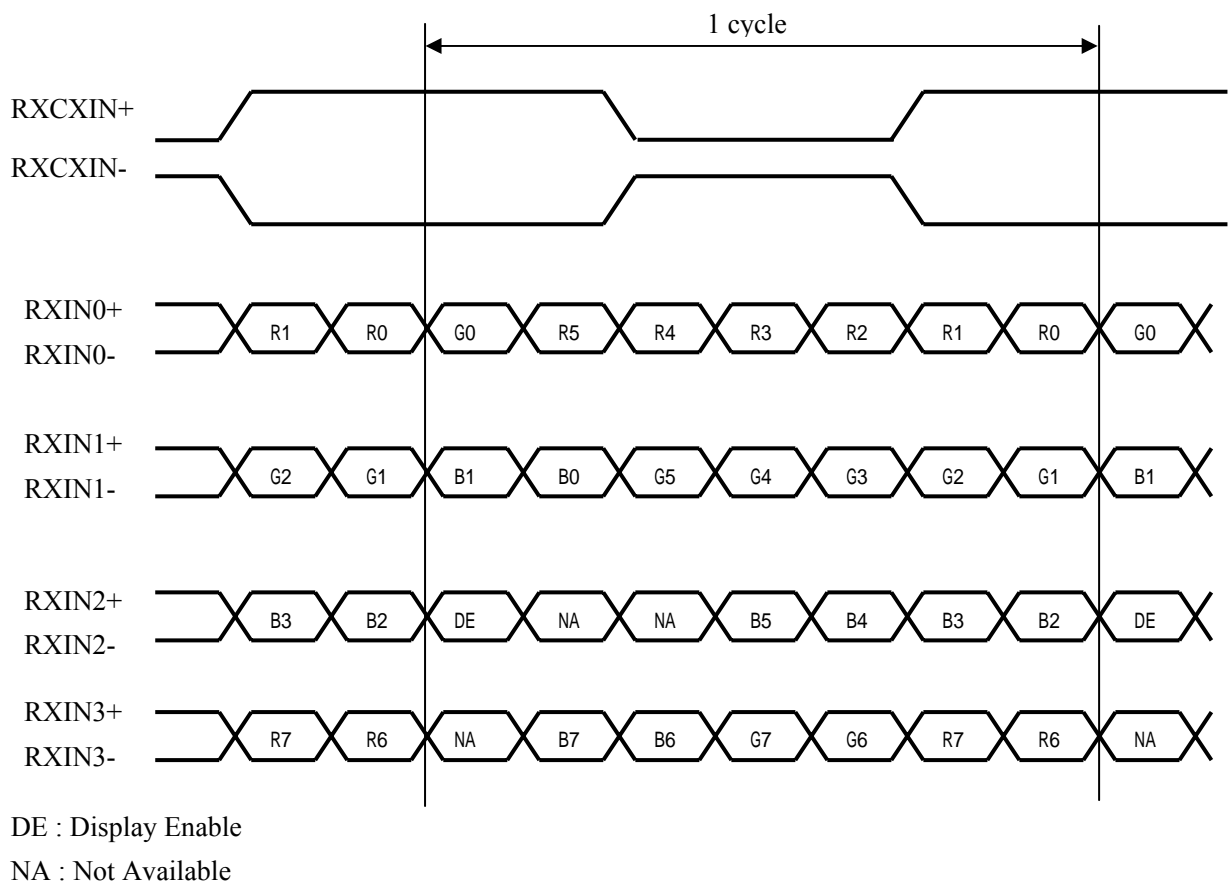 1 cycle
RXCXIN+
RXCXIN-
RXIN0+
RXIN0-
R1 R0 G0 R5 R4 R3 R2 R1 R0 G0
RXIN1+
RXIN1-
G2 G1 B1 B0 G5 G4 G3 G2 G1 B1
RXIN2+
RXIN2-
B3 B2 DE NA NA B5 B4 B3 B2 DE
RXIN3+
RXIN3-
R7 R6 NA B7 B6 G7 G6 R7 R6 NA
DE : Display Enable
NA : Not Available